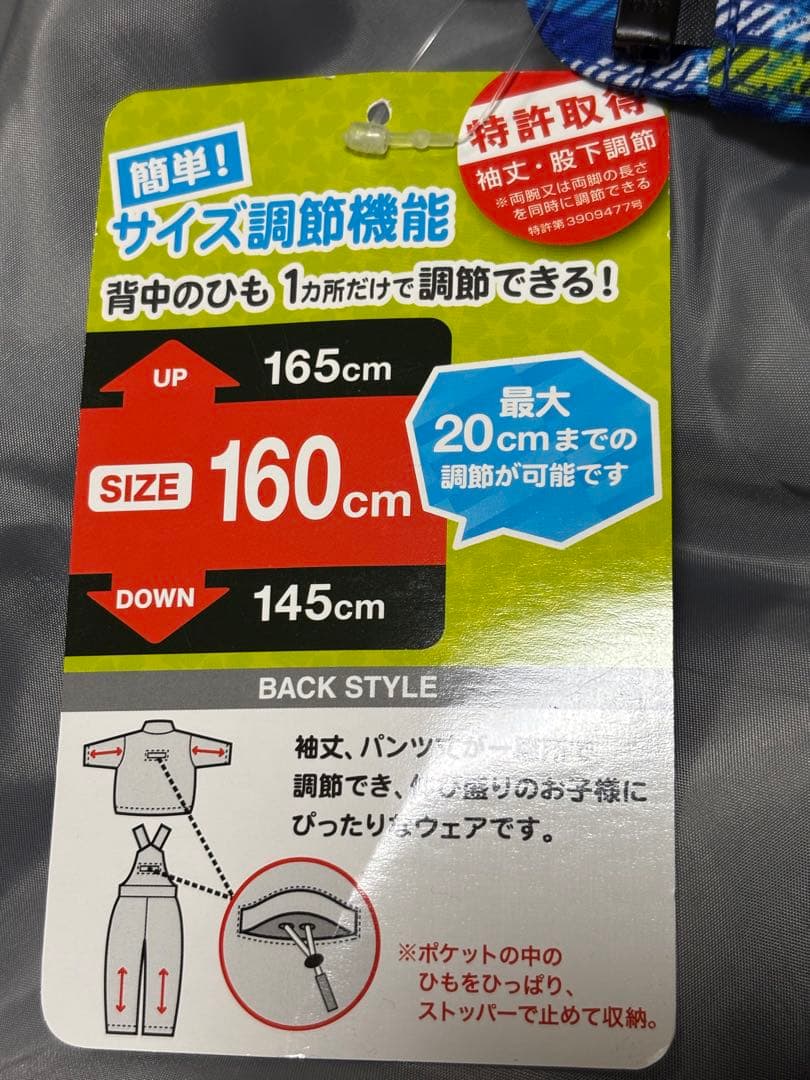 特許取得
袖丈・股下調節
※両腕又は両脚の長さ
を同時に調節できる
特許第3909477号
簡単!
サイズ調節機能
背中のひも 1カ所だけで調節できる!
UP 165cm
SIZE 160cm
DOWN 145cm
最大
20cmまでの
調節が可能です
BACK STYLE
袖丈、パンツ丈が一
調節でき、伸び盛りのお子様に
ぴったりなウェアです。
※ポケットの中の
ひもをひっぱり、
ストッパーで止めて収納。